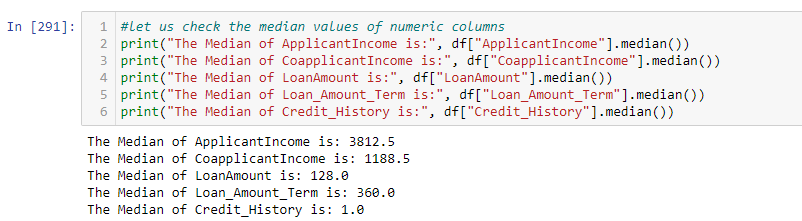 In [291]:
1 #let us check the median values of numeric columns
2 print("The Median of ApplicantIncome is:", df["ApplicantIncome"].median())
3 print("The Median of CoapplicantIncome is:", df["CoapplicantIncome"].median())
4 print("The Median of LoanAmount is:", df["LoanAmount"].median())
5 print("The Median of Loan_Amount_Term is:", df["Loan_Amount_Term"].median())
6 print("The Median of Credit_History is:", df["Credit_History"].median())
The Median of ApplicantIncome is: 3812.5
The Median of CoapplicantIncome is: 1188.5
The Median of LoanAmount is: 128.0
The Median of Loan_Amount_Term is: 360.0
The Median of Credit_History is: 1.0